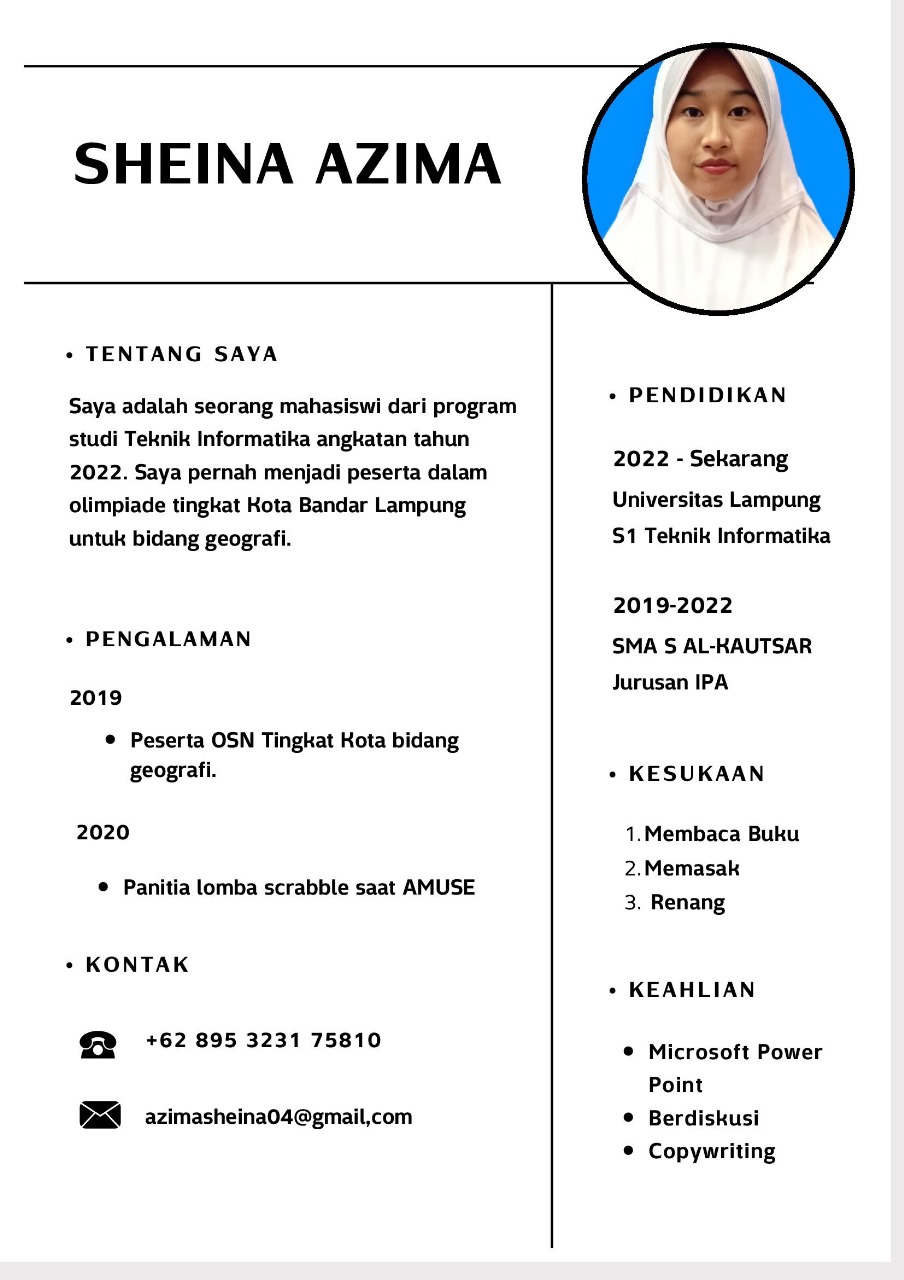 SHEINA AZIMA
• TENTANG SAYA
Saya adalah seorang mahasiswi dari program
studi Teknik Informatika angkatan tahun
2022. Saya pernah menjadi peserta dalam
olimpiade tingkat Kota Bandar Lampung
untuk bidang geografi.
• PENGALAMAN
2019
• Peserta OSN Tingkat Kota bidang
geografi.
2020
• Panitia lomba scrabble saat AMUSE
• KONTAK
+62 895 3231 75810
azimasheina04@gmail,com
• PENDIDIKAN
2022 - Sekarang
Universitas Lampung
S1 Teknik Informatika
2019-2022
SMA S AL-KAUTSAR
Jurusan IPA
• KESUKAAN
1. Membaca Buku
2. Memasak
3. Renang
• KEAHLIAN
• Microsoft Power
Point
• Berdiskusi
• Copywriting